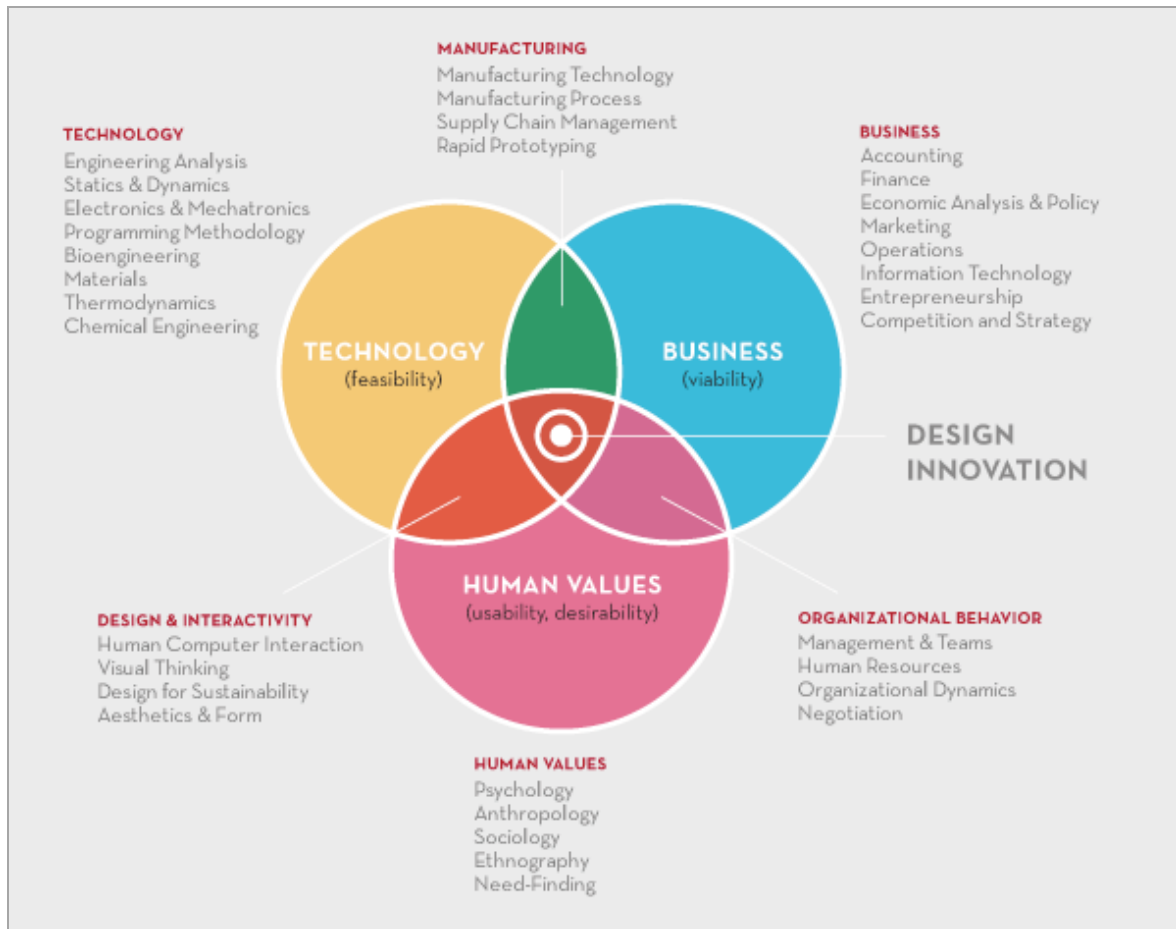 MANUFACTURING
Manufacturing Technology
Manufacturing Process
Supply Chain Management
Rapid Prototyping
TECHNOLOGY
Engineering Analysis
Statics & Dynamics
Electronics & Mechatronics
Programming Methodology
Bioengineering
Materials
Thermodynamics
Chemical Engineering
BUSINESS
Accounting
Finance
Economic Analysis & Policy
Marketing
Operations
Information Technology
Entrepreneurship
Competition and Strategy
TECHNOLOGY
(feasibility)
BUSINESS
(viability)
DESIGN
INNOVATION
HUMAN VALUES
(usability, desirability)
DESIGN & INTERACTIVITY
Human Computer Interaction
Visual Thinking
Design for Sustainability
Aesthetics & Form
ORGANIZATIONAL BEHAVIOR
Management & Teams
Human Resources
Organizational Dynamics
Negotiation
HUMAN VALUES
Psychology
Anthropology
Sociology
Ethnography
Need-Finding